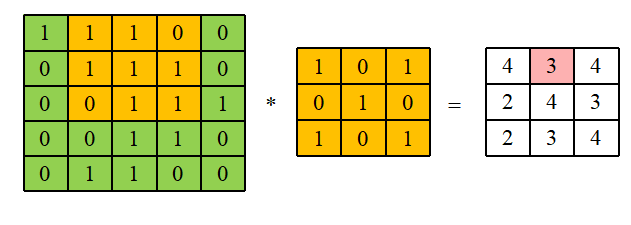 1 1 1 0 0
0 1 1 1 0 1 0 1 4 3 4
0 0 1 1 1 * 0 1 0 = 2 4 3
0 0 1 1 0 1 0 1 2 3 4
0 1 1 0 0